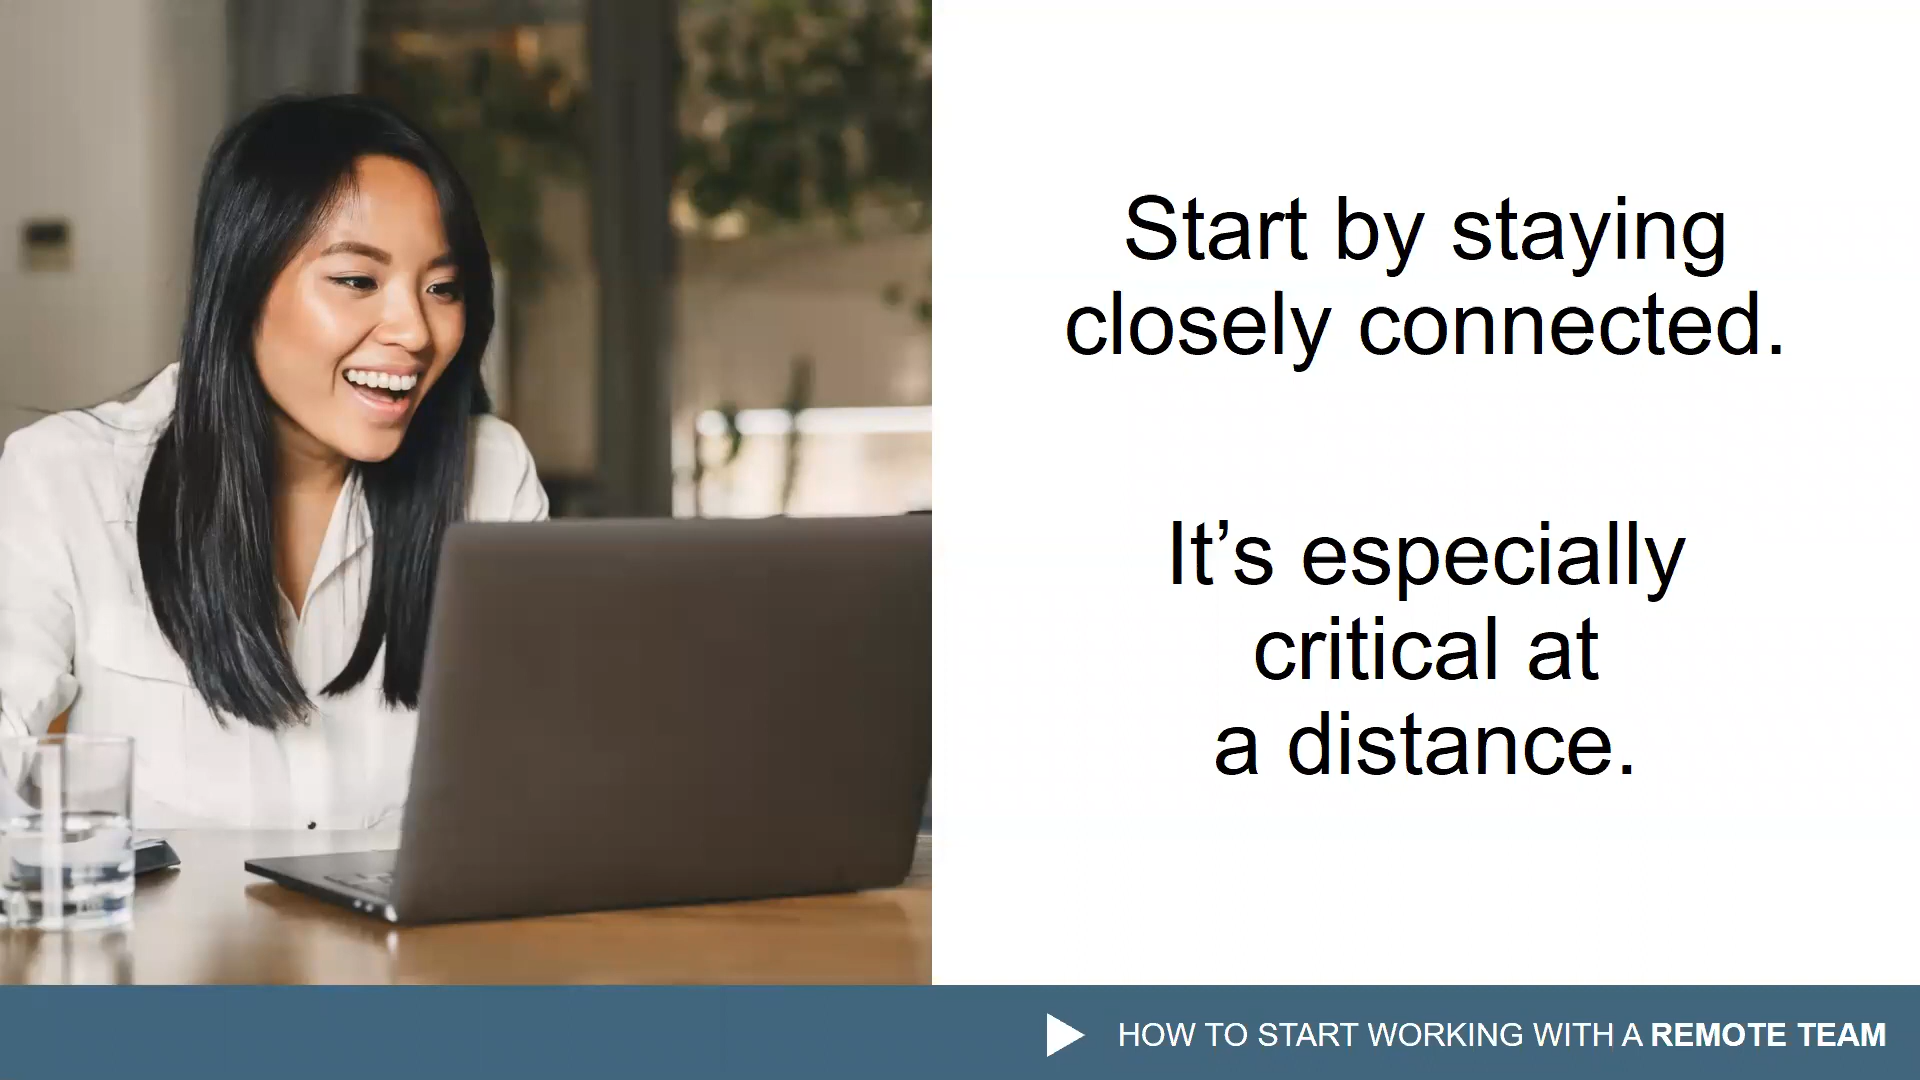 Start by staying
closely connected.
It’s especially
critical at
a distance.
HOW TO START WORKING WITH A REMOTE TEAM